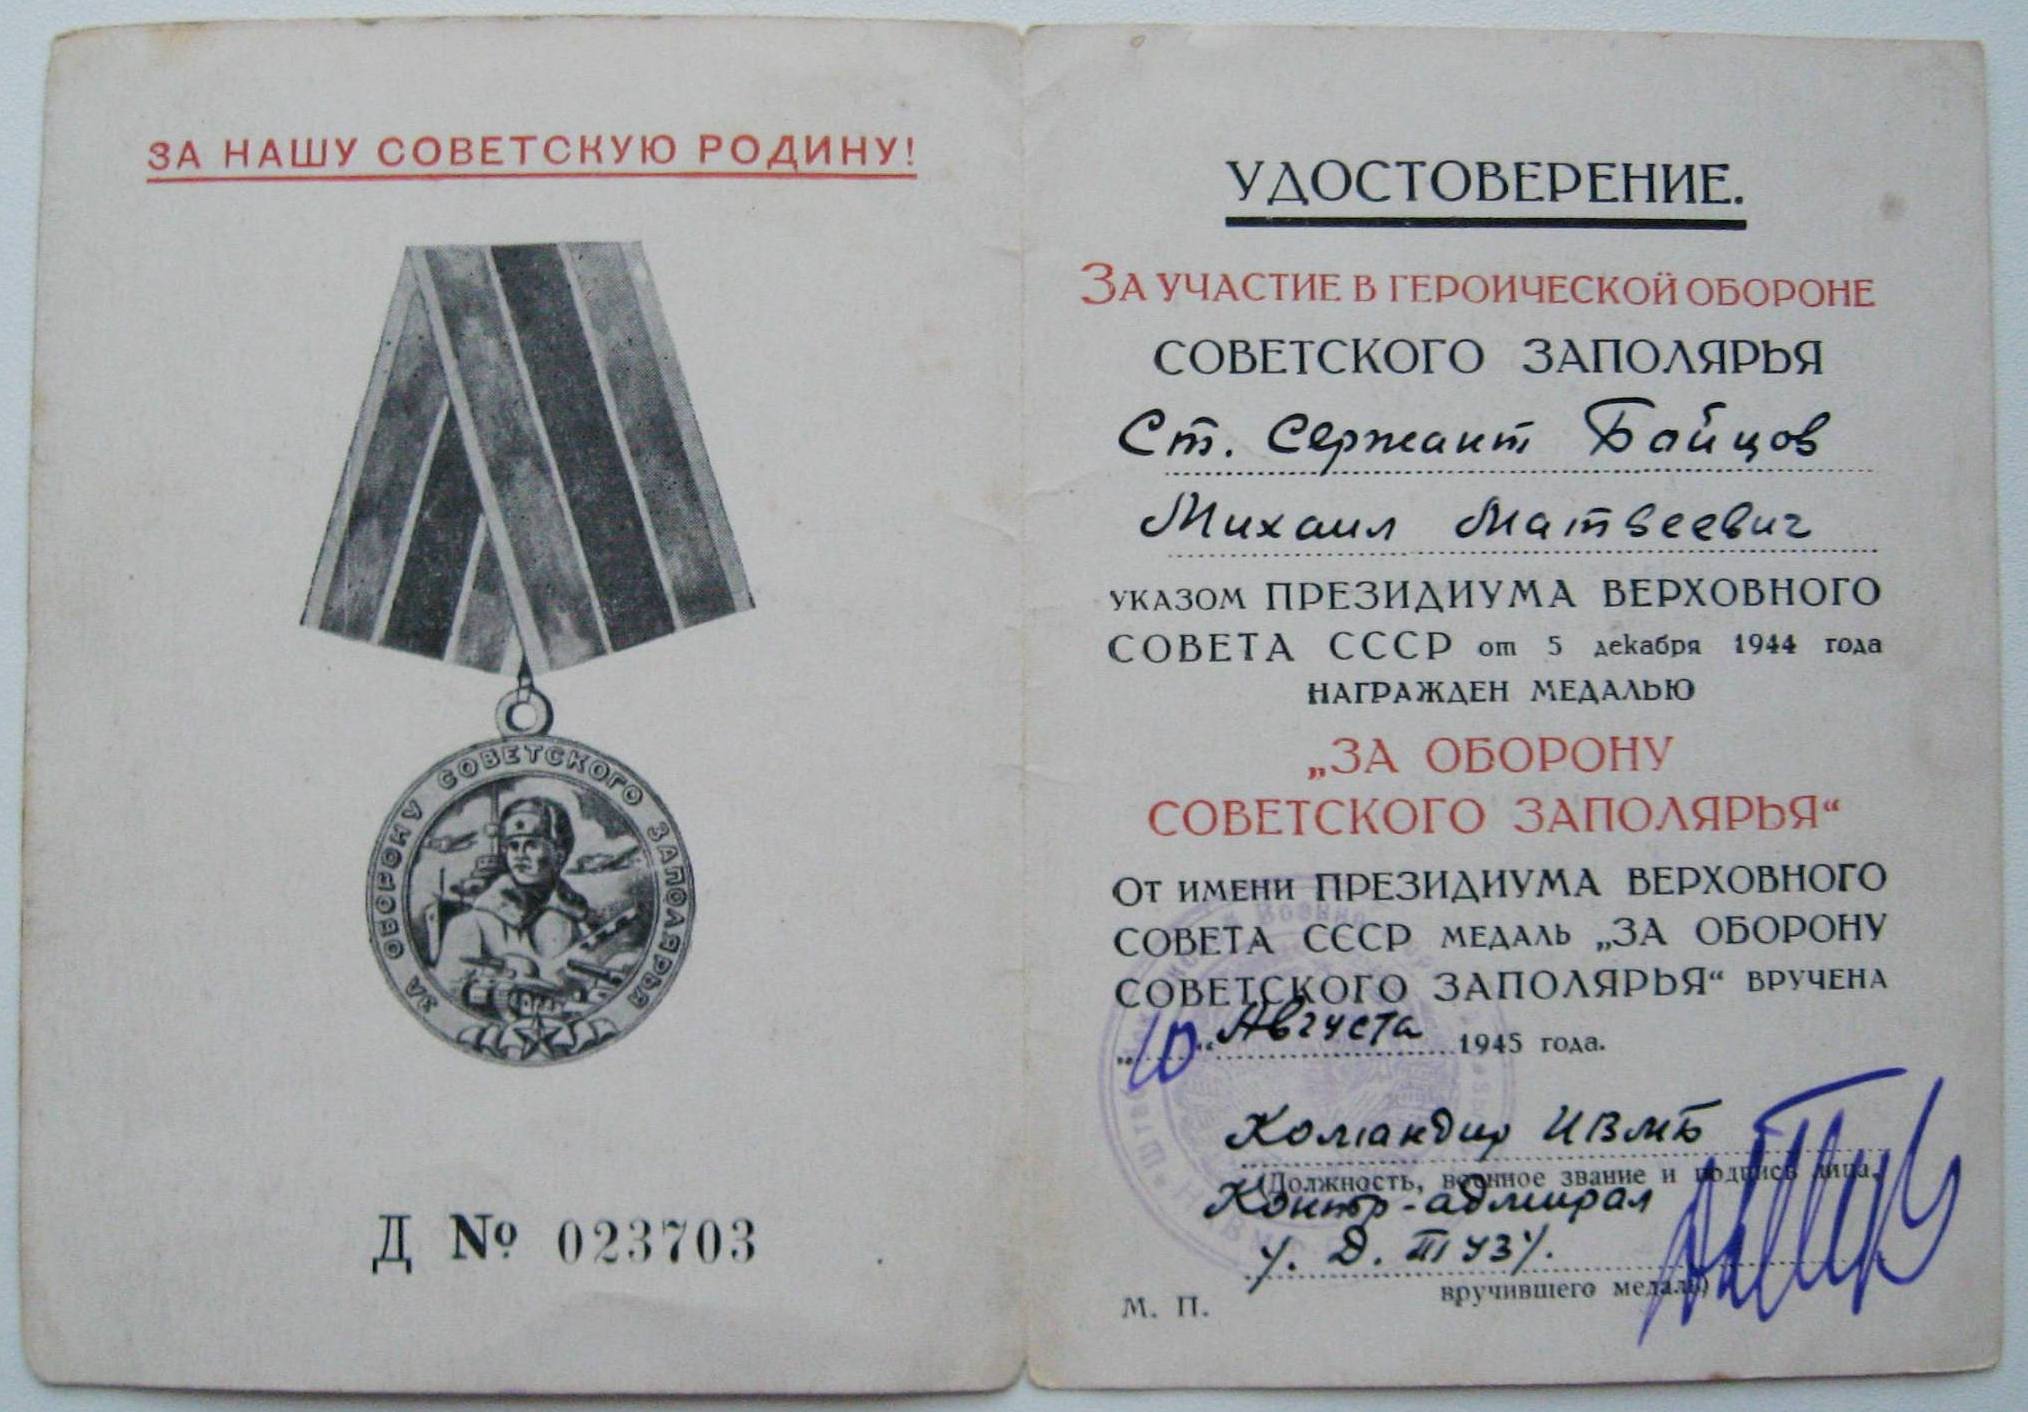 ЗА НАШУ СОВЕТСКУЮ РОДИНУ!
ЗА ОБОРОНУ СОВЕТСКОГО ЗАПОЛЯРЬЯ
Д № 023703
УДОСТОВЕРЕНИЕ.
ЗА УЧАСТИЕ В ГЕРОИЧЕСКОЙ ОБОРОНЕ
СОВЕТСКОГО ЗАПОЛЯРЬЯ
Ст. Сержант Байцов
Михаил Матвеевич
УКАЗОМ ПРЕЗИДИУМА ВЕРХОВНОГО
СОВЕТА СССР от 5 декабря 1944 года
НАГРАЖДЕН МЕДАЛЬЮ
„ЗА ОБОРОНУ
СОВЕТСКОГО ЗАПОЛЯРЬЯ“
ОТ ИМЕНИ ПРЕЗИДИУМА ВЕРХОВНОГО
СОВЕТА СССР МЕДАЛЬ „ЗА ОБОРОНУ
СОВЕТСКОГО ЗАПОЛЯРЬЯ“ ВРУЧЕНА
„10“ Августа 1945 года.
Командир ИВМБ
(Должность, военное звание и подпись лица,
Контр-адмирал
У. Д. ТУЗУ.
вручившего медаль)
М. П.